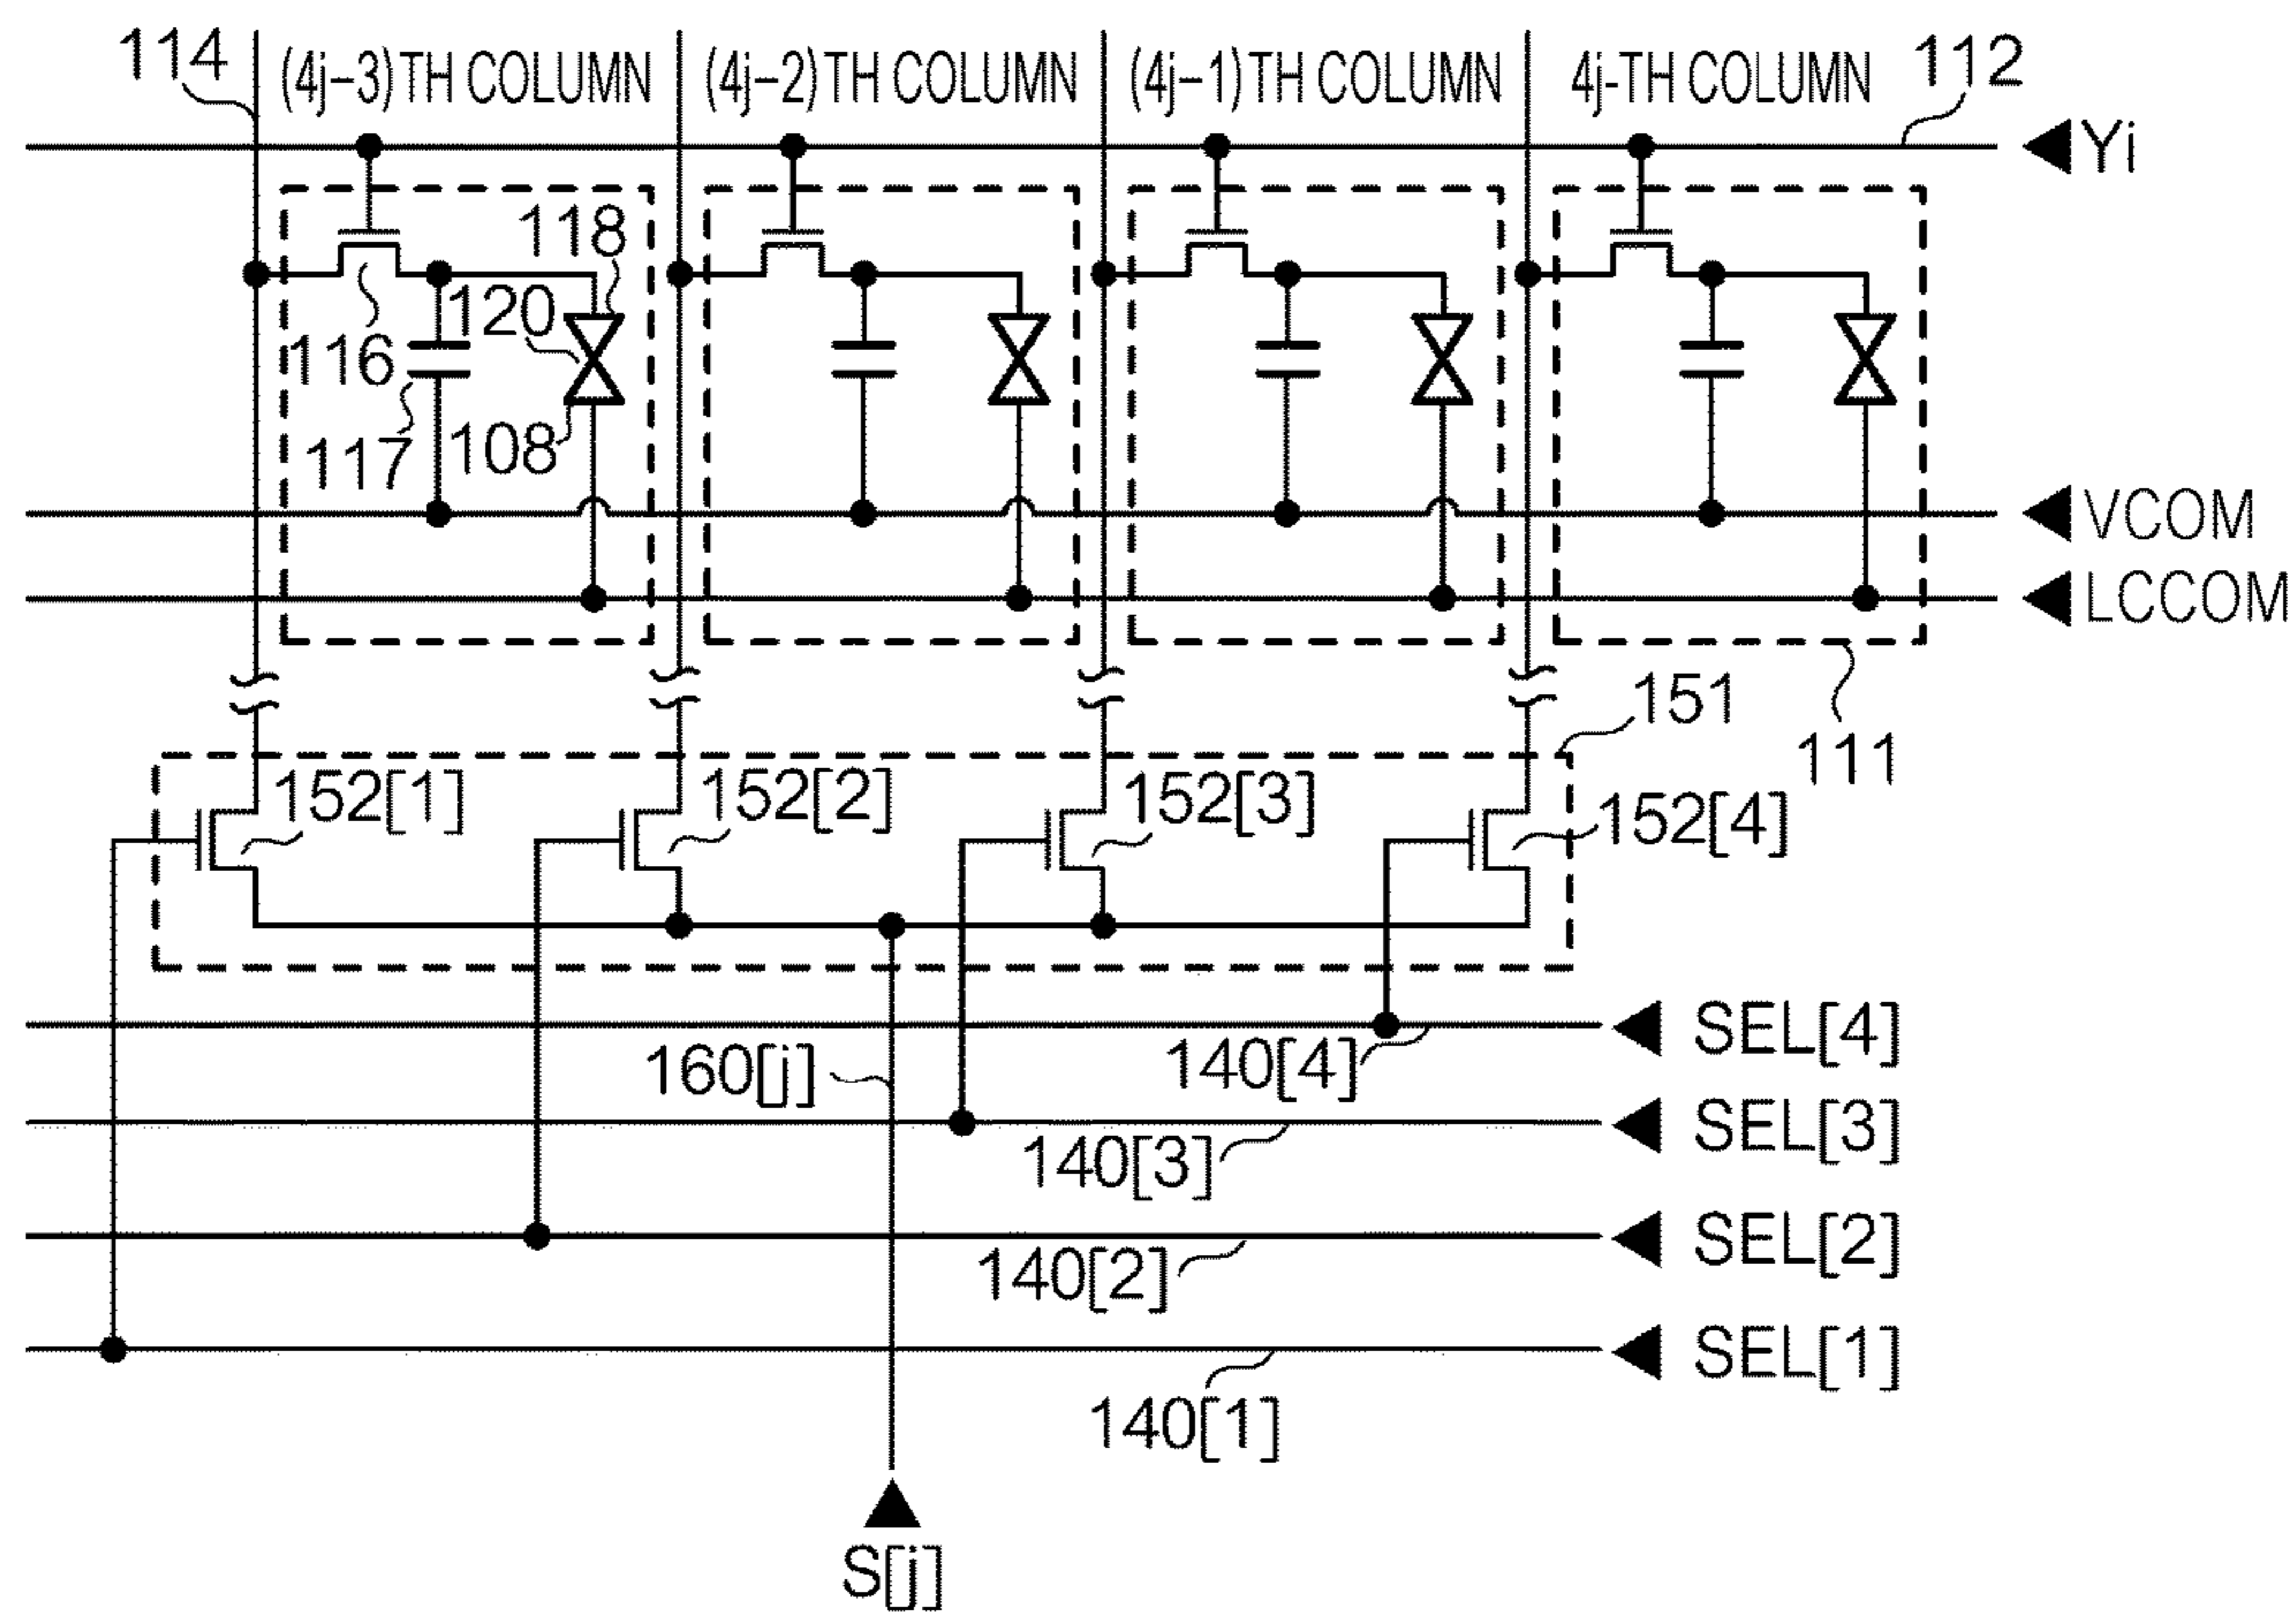 114 (4j−3)TH COLUMN (4j−2)TH COLUMN (4j−1)TH COLUMN 4j-TH COLUMN 112
Yi
118
120
116
117 108
VCOM
LCCOM
151
111
152[1] 152[2] 152[3] 152[4]
SEL[4]
160[j] 140[4]
SEL[3]
140[3]
SEL[2]
140[2]
SEL[1]
140[1]
S[j]